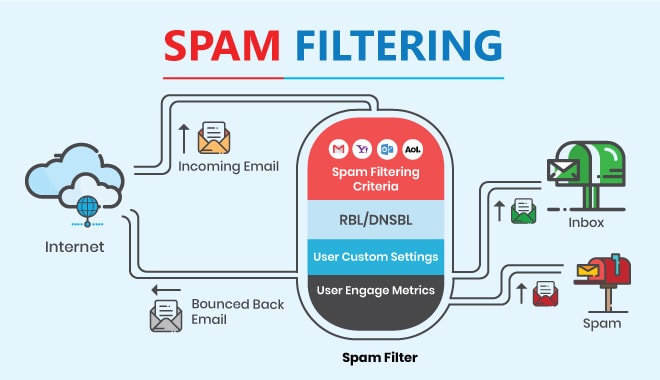 SPAM FILTERING
Incoming Email
AOL.
Spam Filtering
Criteria
RBL/DNSBL
User Custom Settings
User Engage Metrics
Internet
Inbox
Bounced Back
Email
Spam
Spam Filter